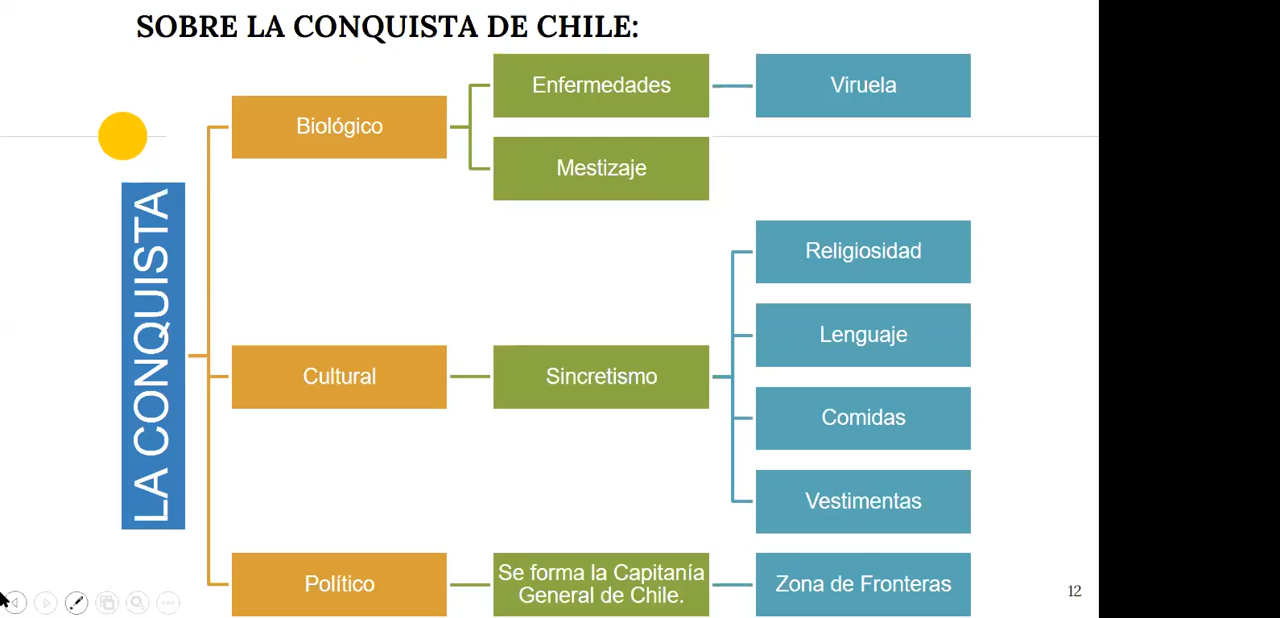 SOBRE LA CONQUISTA DE CHILE:
LA CONQUISTA
Biológico
Enfermedades
Viruela
Mestizaje
Cultural
Sincretismo
Religiosidad
Lenguaje
Comidas
Vestimentas
Político
Se forma la Capitanía
General de Chile.
Zona de Fronteras
12